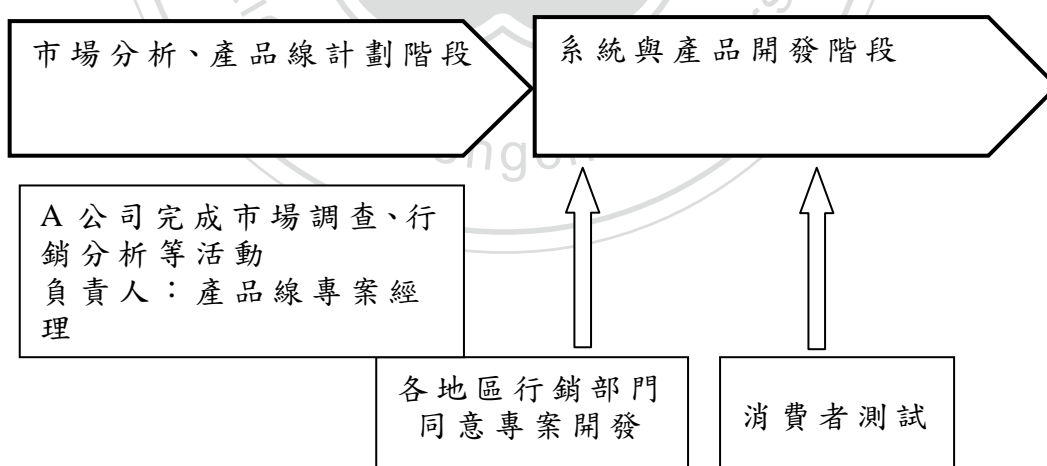 市場分析、產品線計劃階段
系統與產品開發階段
A 公司完成市場調查、行
銷分析等活動
負責人：產品線專案經
理
各地區行銷部門
同意專案開發
消費者測試